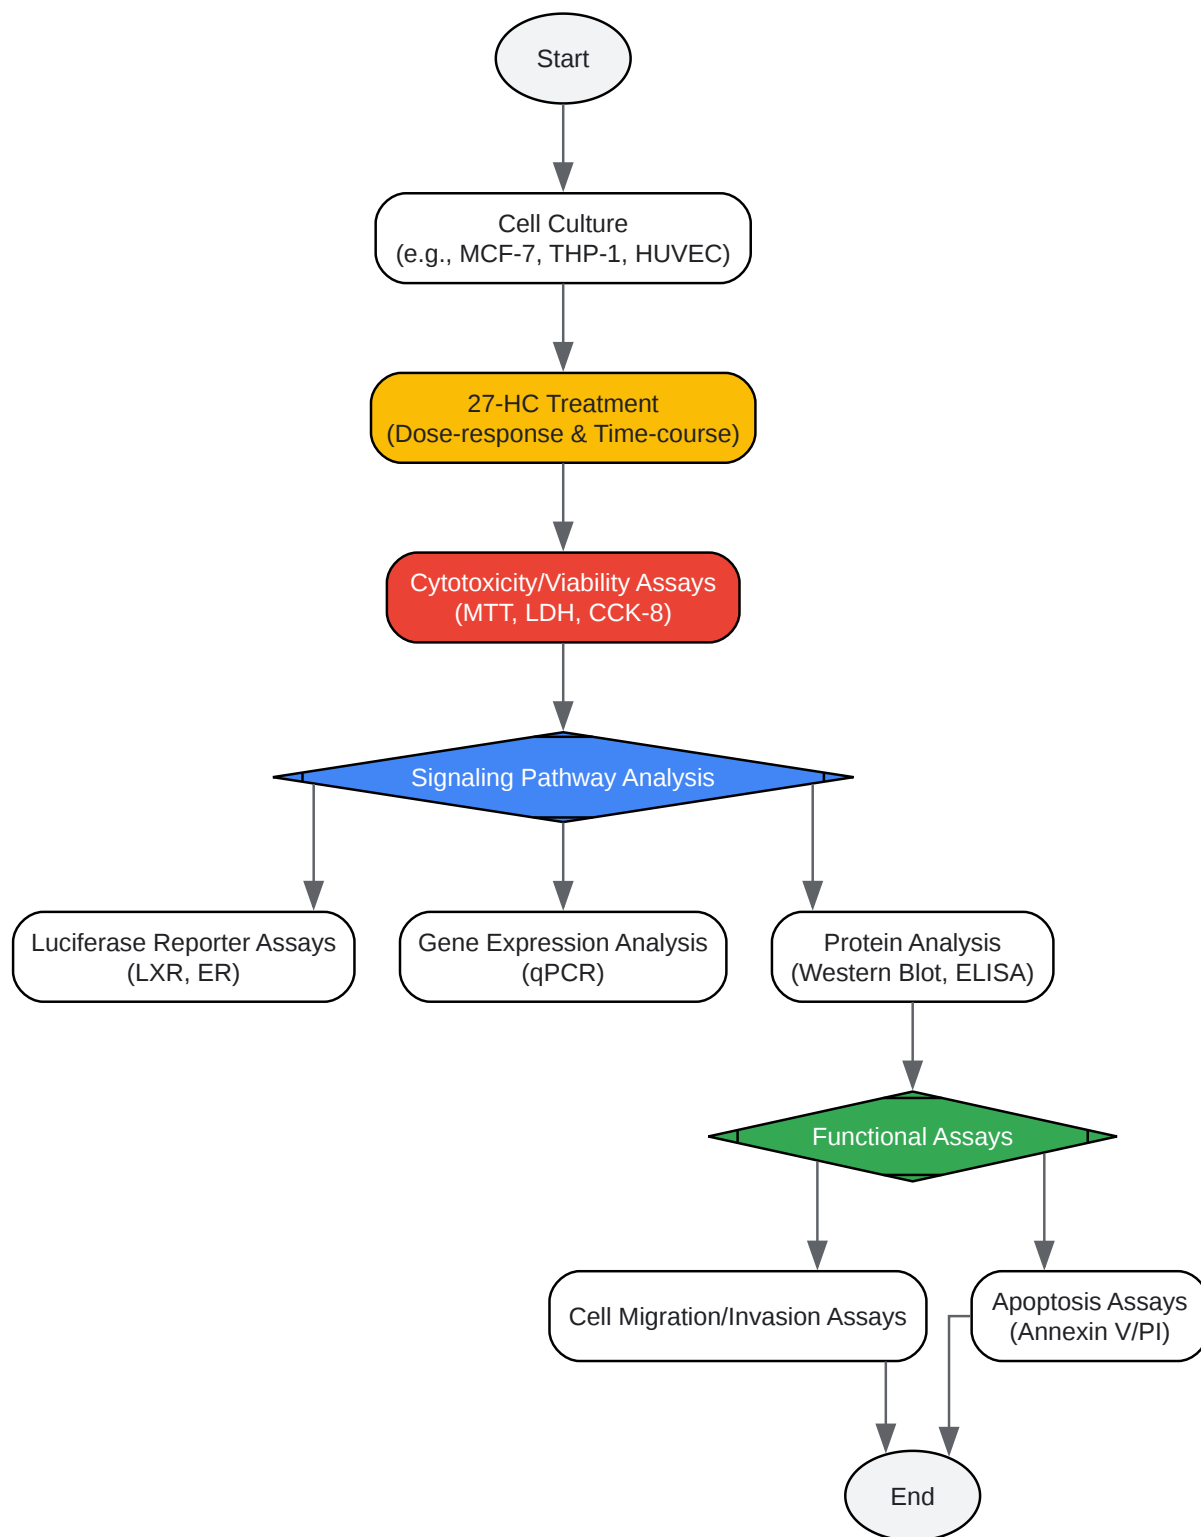 Start
Cell Culture
(e.g., MCF-7, THP-1, HUVEC)
27-HC Treatment
(Dose-response & Time-course)
Cytotoxicity/Viability Assays
(MTT, LDH, CCK-8)
Signaling Pathway Analysis
Luciferase Reporter Assays
(LXR, ER)
Gene Expression Analysis
(qPCR)
Protein Analysis
(Western Blot, ELISA)
Functional Assays
Cell Migration/Invasion Assays
Apoptosis Assays
(Annexin V/PI)
End